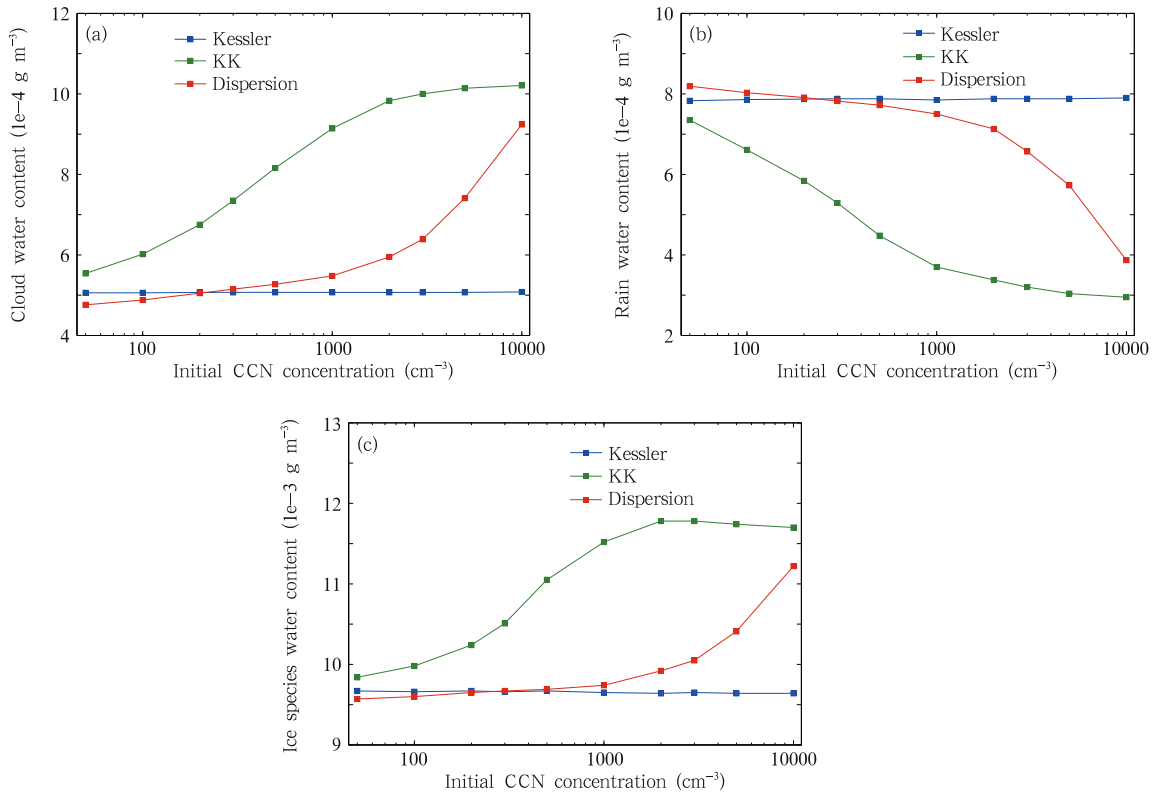 (a)
Kessler
KK
Dispersion
12
10
8
6
4
Cloud water content (1e−4 g m⁻³)
100 1000 10000
Initial CCN concentration (cm⁻³)
(b)
Kessler
KK
Dispersion
10
8
6
4
2
Rain water content (1e−4 g m⁻³)
100 1000 10000
Initial CCN concentration (cm⁻³)
(c)
Kessler
KK
Dispersion
13
12
11
10
9
Ice species water content (1e−3 g m⁻³)
100 1000 10000
Initial CCN concentration (cm⁻³)